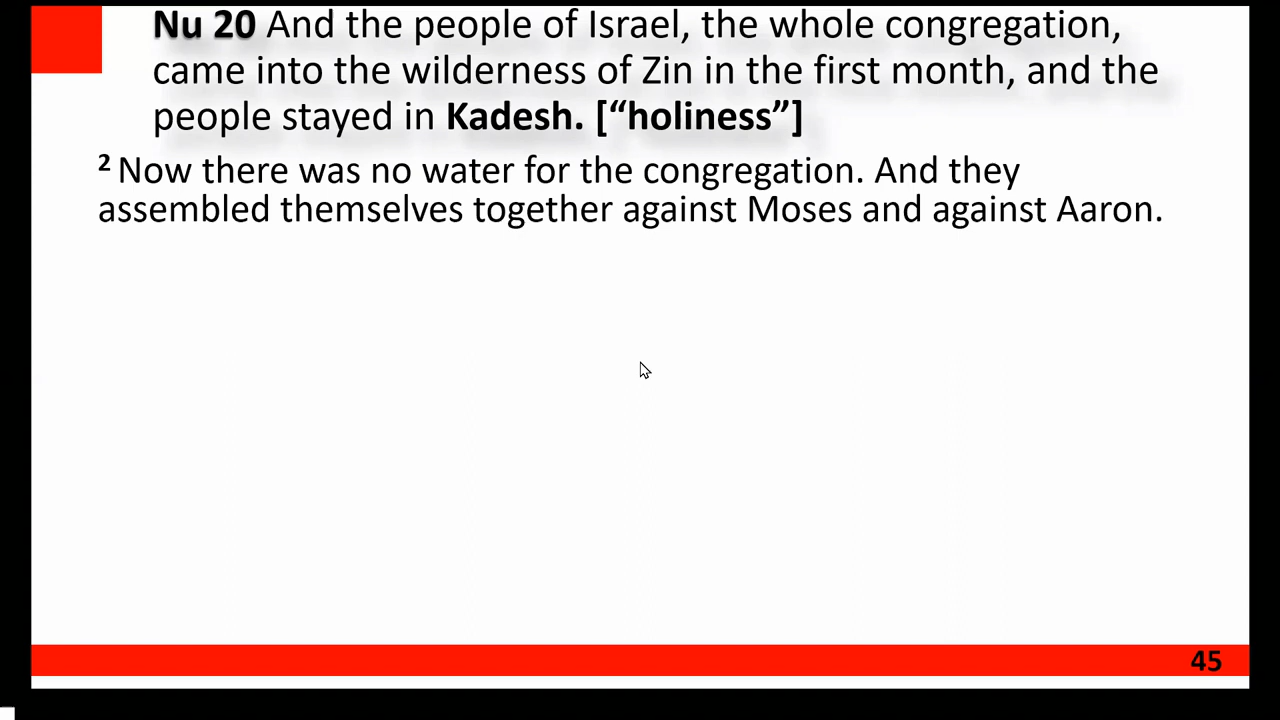 Nu 20 And the people of Israel, the whole congregation,
came into the wilderness of Zin in the first month, and the
people stayed in Kadesh. [“holiness”]
2 Now there was no water for the congregation. And they
assembled themselves together against Moses and against Aaron.
45